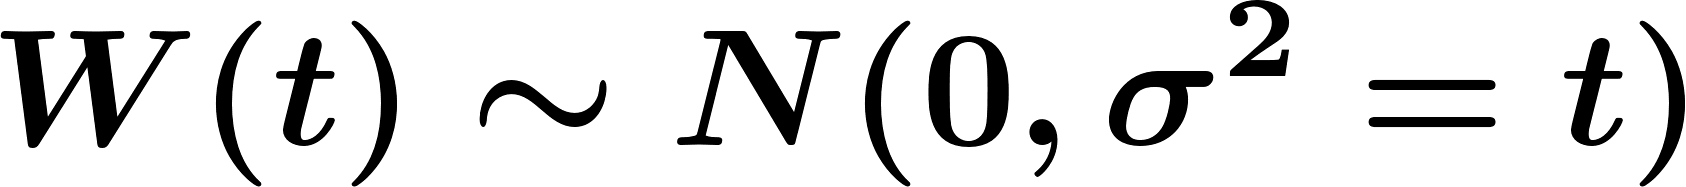 W(t) ∼ N(0, σ² = t)